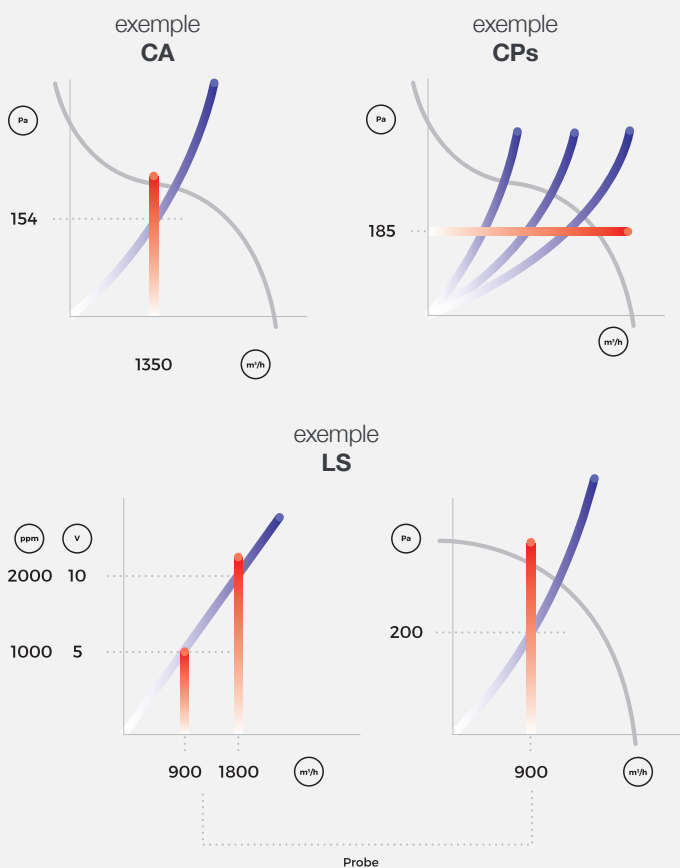 exemple
CA
Pa
154
1350
m³/h
exemple
CPs
Pa
185
m³/h
exemple
LS
ppm V
2000 10
1000 5
900 1800 m³/h
Pa
200
900 m³/h
Probe